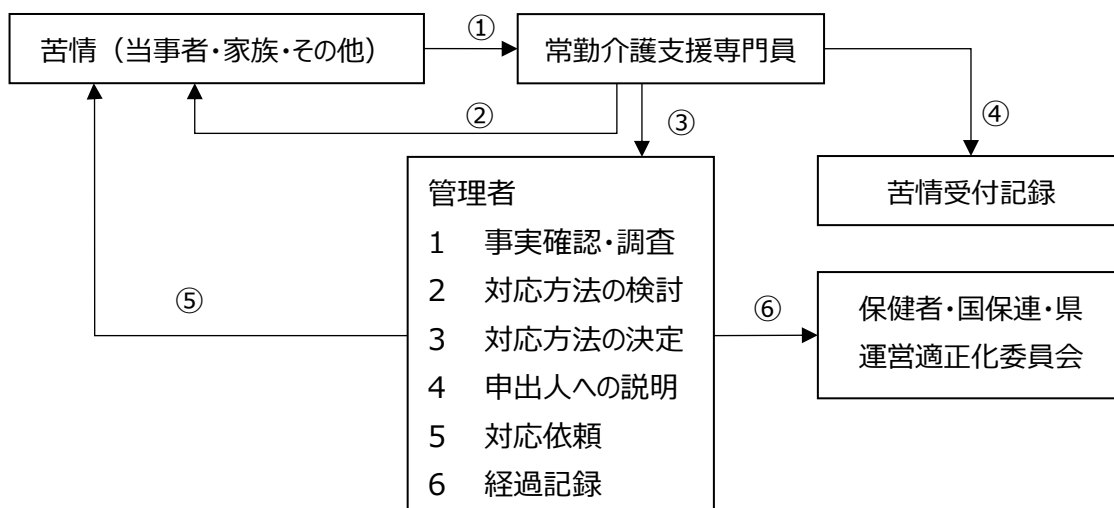 苦情（当事者・家族・その他）
①
常勤介護支援専門員
②
③
④
苦情受付記録
管理者
1 事実確認・調査
2 対応方法の検討
3 対応方法の決定
4 申出人への説明
5 対応依頼
6 経過記録
⑤
⑥
保健者・国保連・県
運営適正化委員会